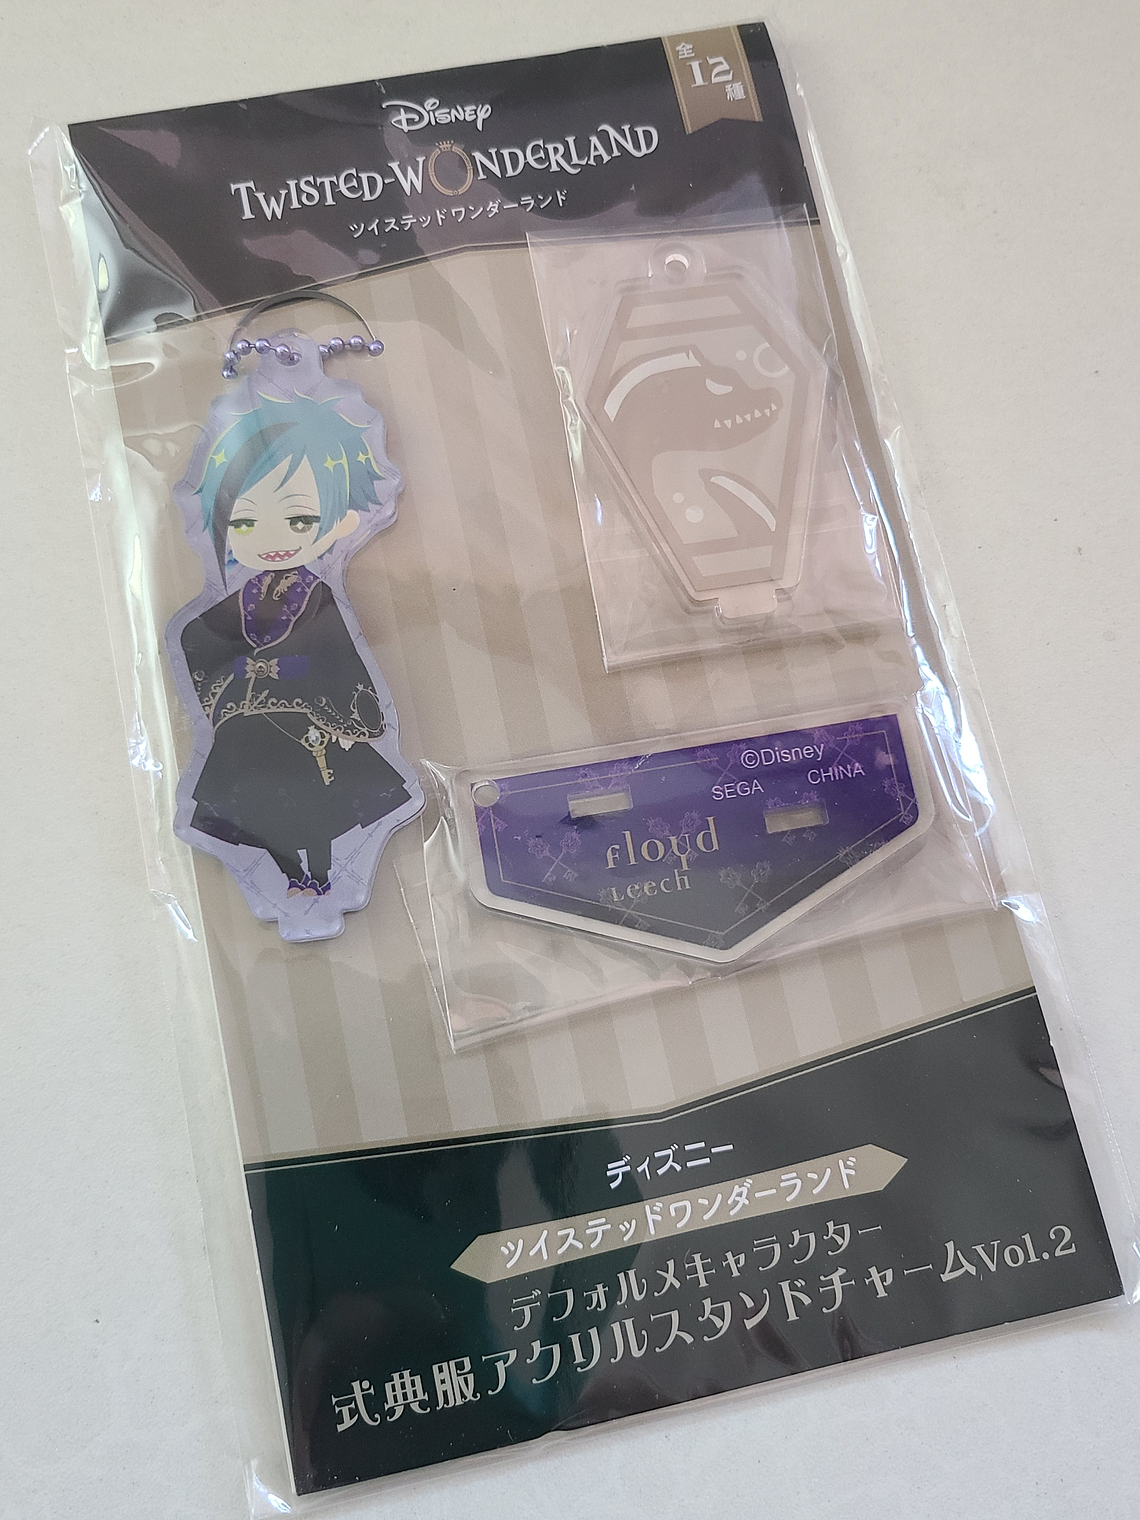 全
12
種
Disney
TWISTED-WONDERLAND
ツイステッドワンダーランド
©Disney
SEGA CHINA
Floyd
Leech
ディズニー
ツイステッドワンダーランド
デフォルメキャラクター
式典服アクリルスタンドチャームVol.2